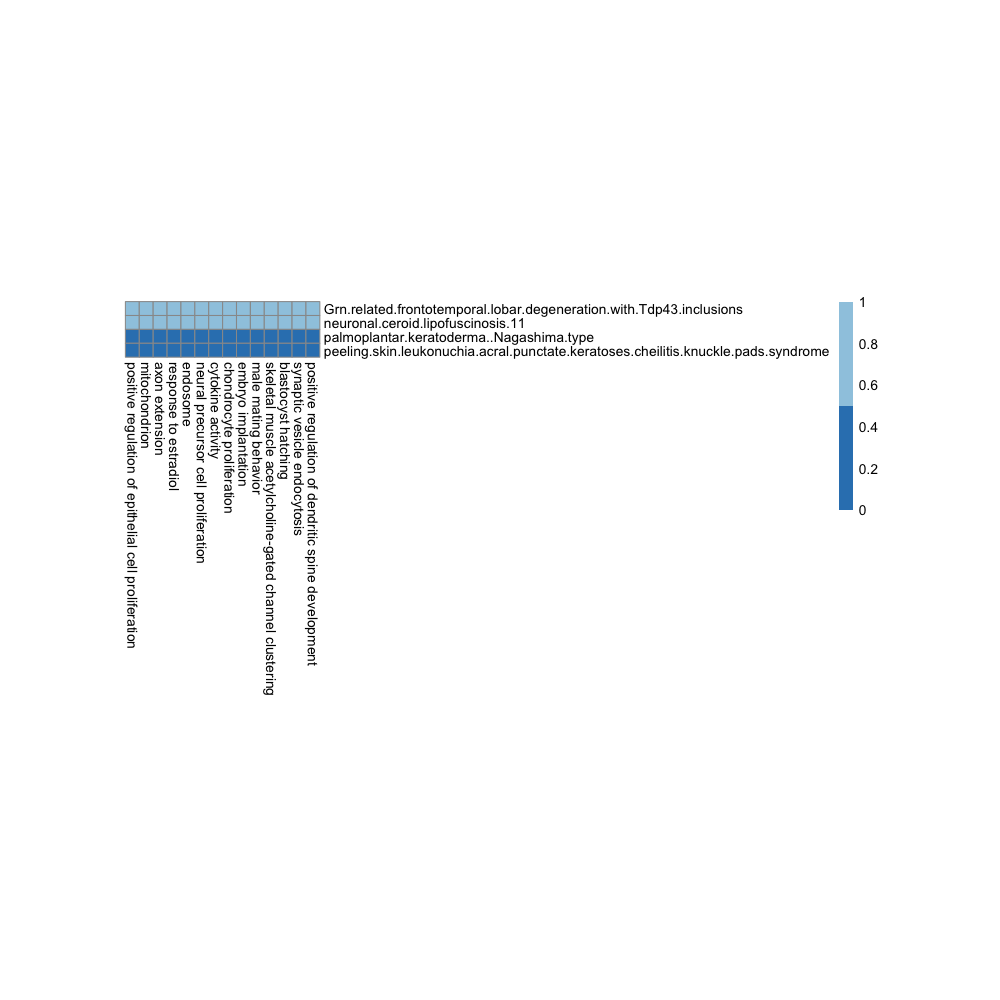 Grn.related.frontotemporal.lobar.degeneration.with.Tdp43.inclusions
neuronal.ceroid.lipofuscinosis.11
palmoplantar.keratoderma..Nagashima.type
peeling.skin.leukonuchia.acral.punctate.keratoses.cheilitis.knuckle.pads.syndrome
positive regulation of epithelial cell proliferation
mitochondrion
axon extension
response to estradiol
endosome
neural precursor cell proliferation
cytokine activity
chondrocyte proliferation
embryo implantation
male mating behavior
skeletal muscle acetylcholine-gated channel clustering
blastocyst hatching
synaptic vesicle endocytosis
positive regulation of dendritic spine development
1
0.8
0.6
0.4
0.2
0